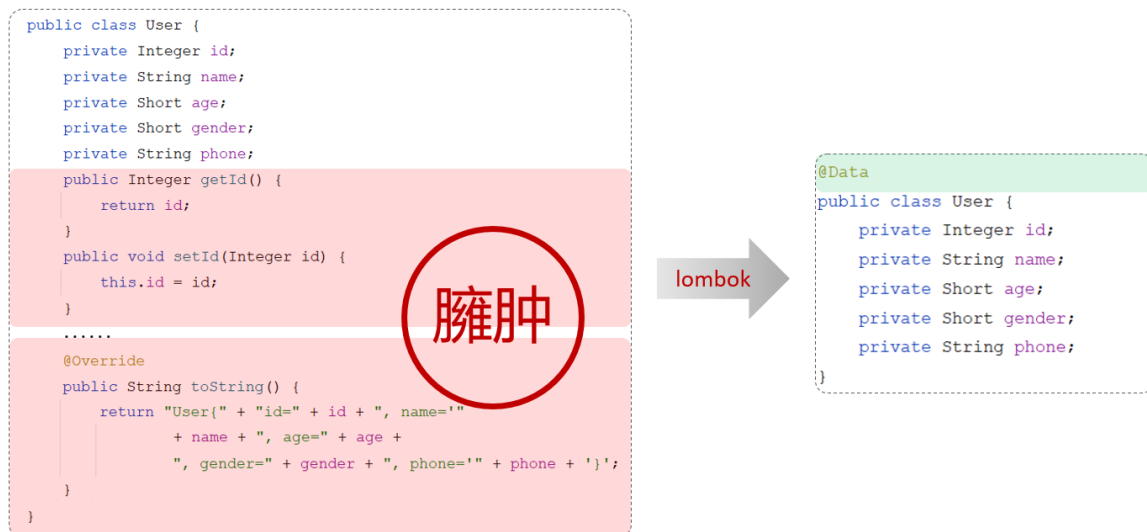 public class User {
    private Integer id;
    private String name;
    private Short age;
    private Short gender;
    private String phone;
    public Integer getId() {
        return id;
    }
    public void setId(Integer id) {
        this.id = id;
    }
    ......
    @Override
    public String toString() {
        return "User{" + "id=" + id + ", name='"
                + name + ", age=" + age +
                ", gender=" + gender + ", phone='" + phone + '}';
    }
}
臃肿
lombok
@Data
public class User {
    private Integer id;
    private String name;
    private Short age;
    private Short gender;
    private String phone;
}